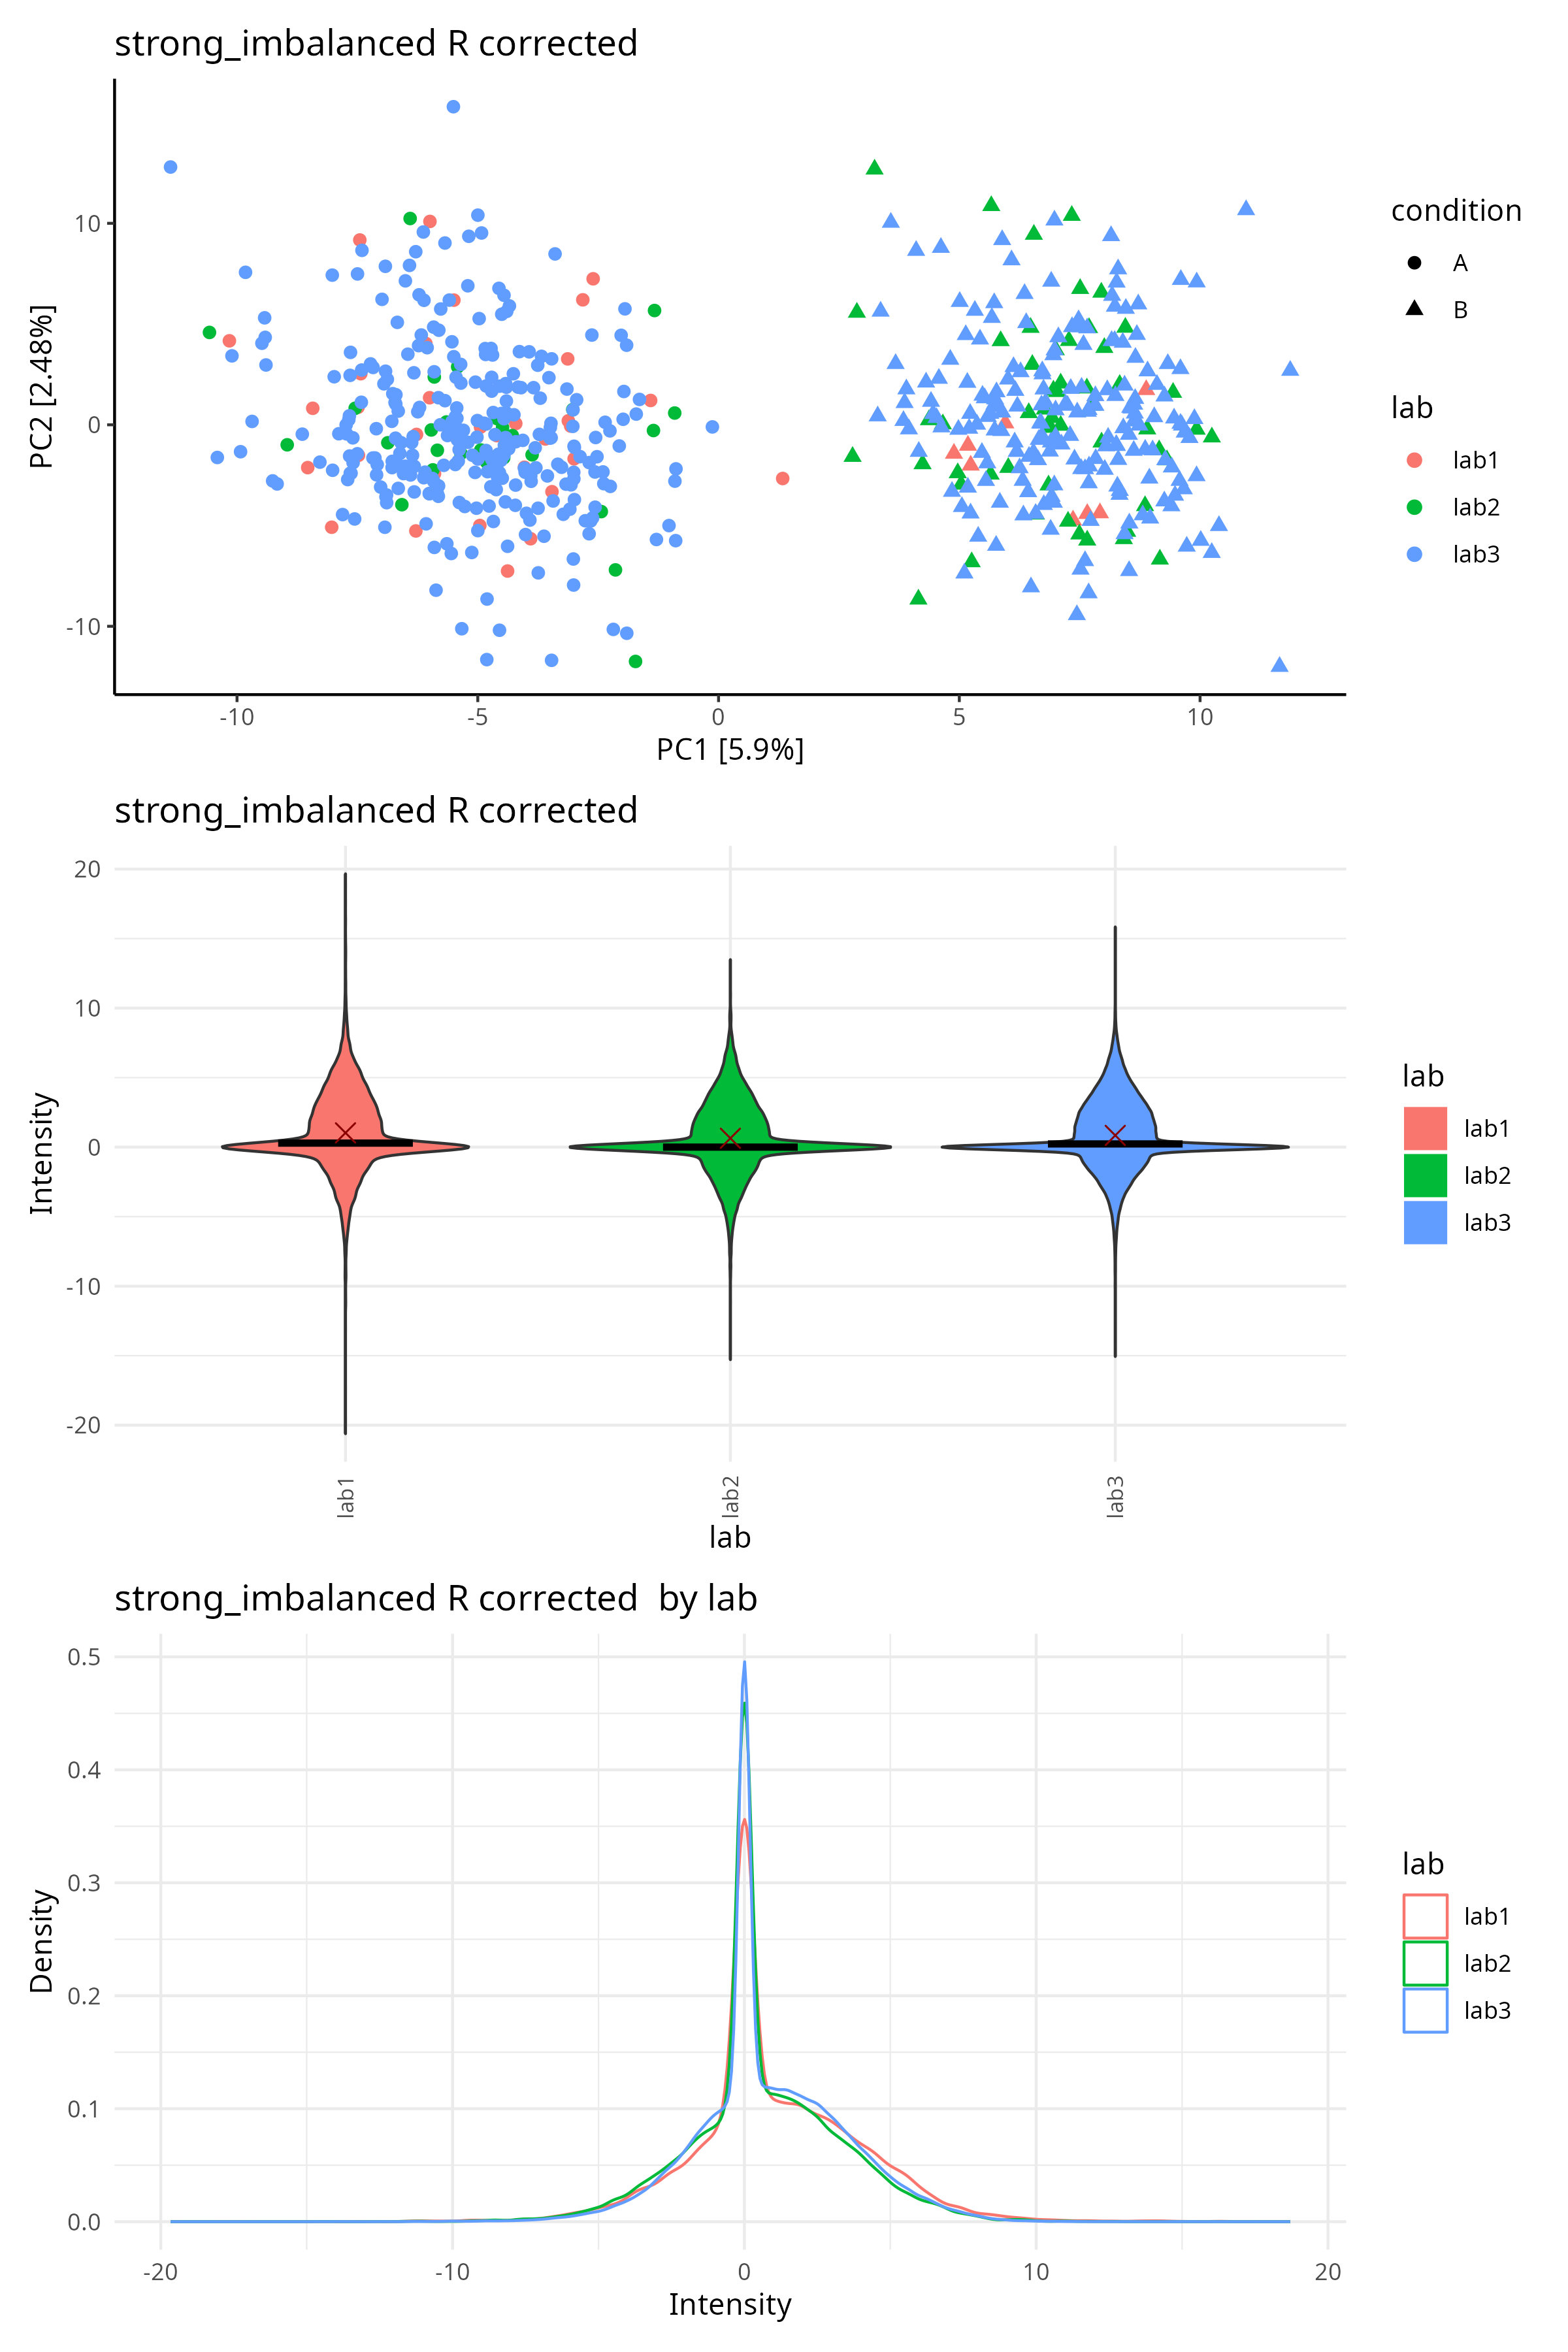 strong_imbalanced R corrected
PC2 [2.48%]
10
0
-10
-10
-5
0
5
10
PC1 [5.9%]
condition
A
B
lab
lab1
lab2
lab3
strong_imbalanced R corrected
Intensity
20
10
0
-10
-20
lab1
lab2
lab3
lab
lab
lab1
lab2
lab3
strong_imbalanced R corrected  by lab
Density
0.5
0.4
0.3
0.2
0.1
0.0
-20
-10
0
10
20
Intensity
lab
lab1
lab2
lab3